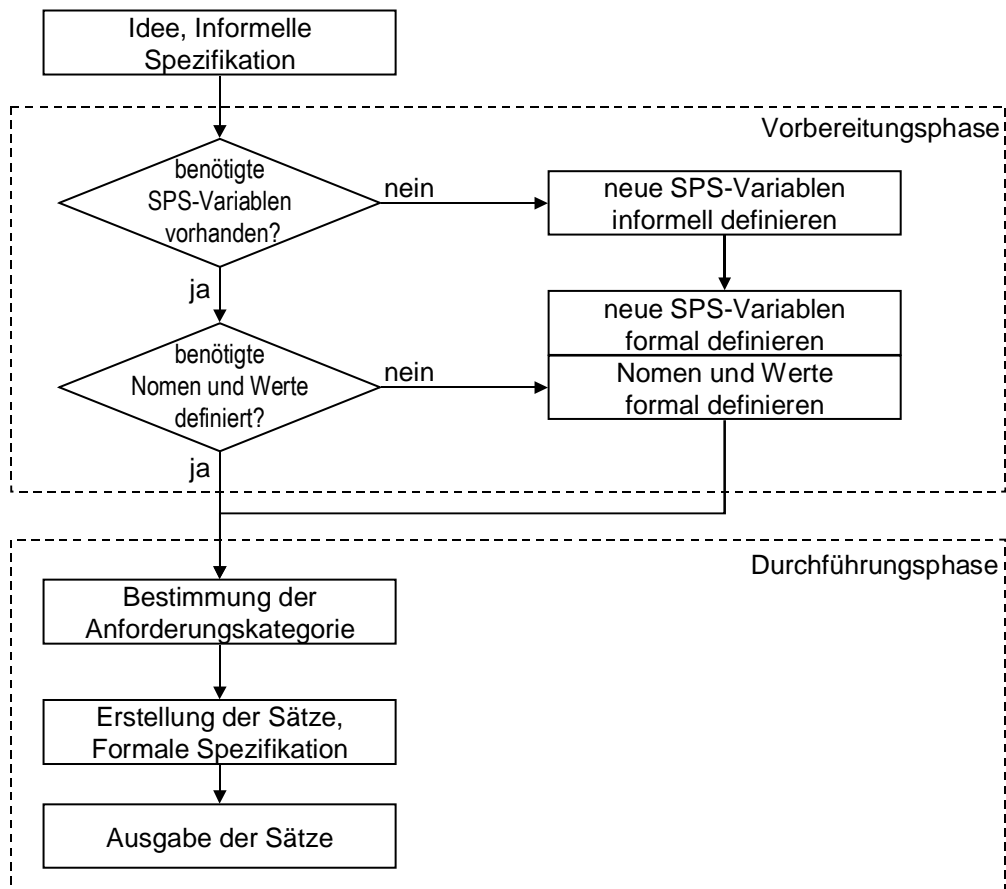 Idee, Informelle
Spezifikation
Vorbereitungsphase
benötigte
SPS-Variablen
vorhanden?
nein
neue SPS-Variablen
informell definieren
ja
neue SPS-Variablen
formal definieren
benötigte
Nomen und Werte
definiert?
nein
Nomen und Werte
formal definieren
ja
Durchführungsphase
Bestimmung der
Anforderungskategorie
Erstellung der Sätze,
Formale Spezifikation
Ausgabe der Sätze